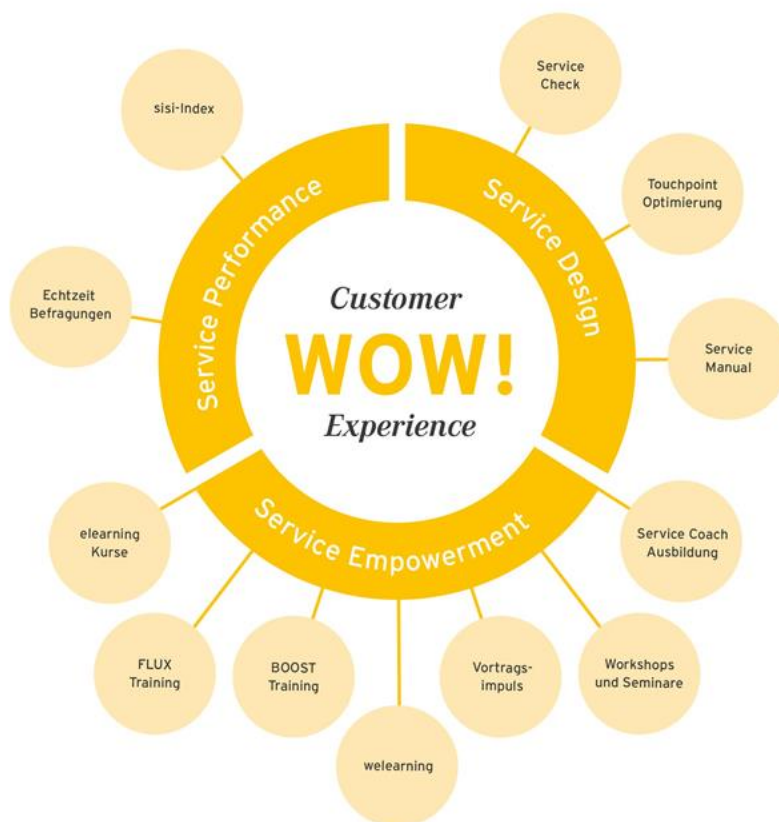 Customer
WOW!
Experience
Service Performance
sisi-Index
Echtzeit
Befragungen
Service Design
Service
Check
Touchpoint
Optimierung
Service
Manual
Service Empowerment
elearning
Kurse
FLUX
Training
BOOST
Training
welearning
Vortrags-
impuls
Workshops
und Seminare
Service Coach
Ausbildung